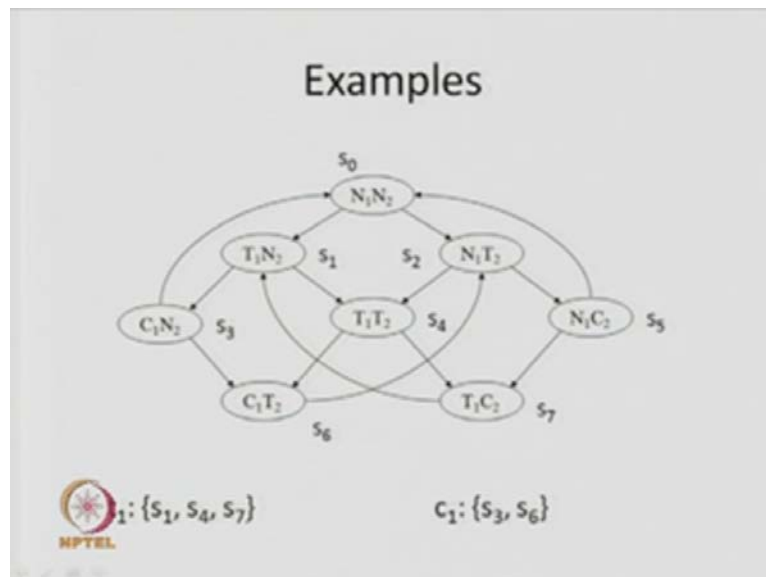 Examples
S₀
N₁N₂
T₁N₂ S₁ S₂ N₁T₂
C₁N₂ S₃ T₁T₂ S₄ N₁C₂ S₅
C₁T₂ T₁C₂
S₆ S₇
₁: {S₁, S₄, S₇} C₁: {S₃, S₆}
NPTEL